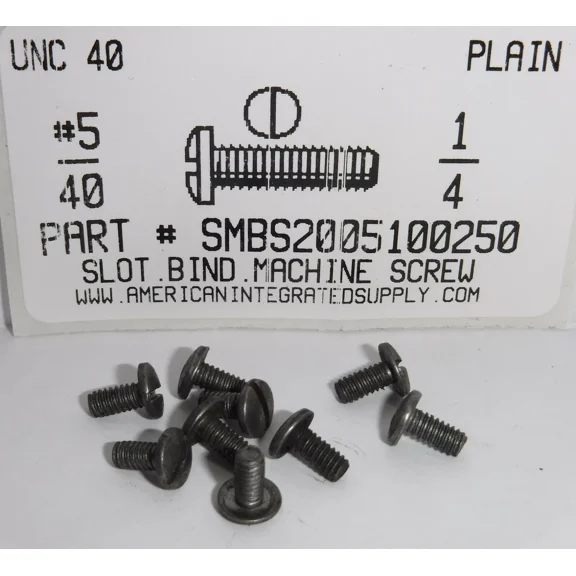 UNC 40 PLAIN
#5/40 1/4
PART # SMBS2005100250
SLOT.BIND.MACHINE SCREW
WWW.AMERICANINTEGRATEDSUPPLY.COM